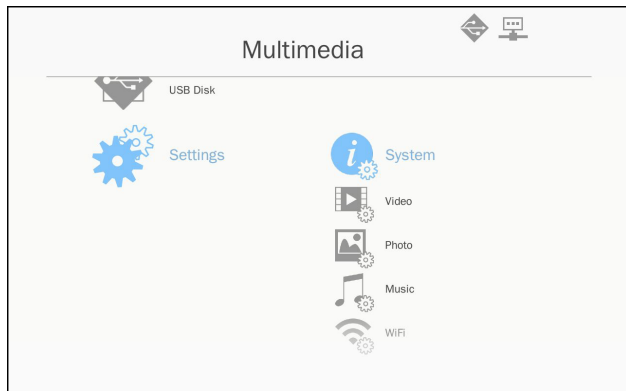 Multimedia
USB Disk
Settings
System
Video
Photo
Music
WiFi